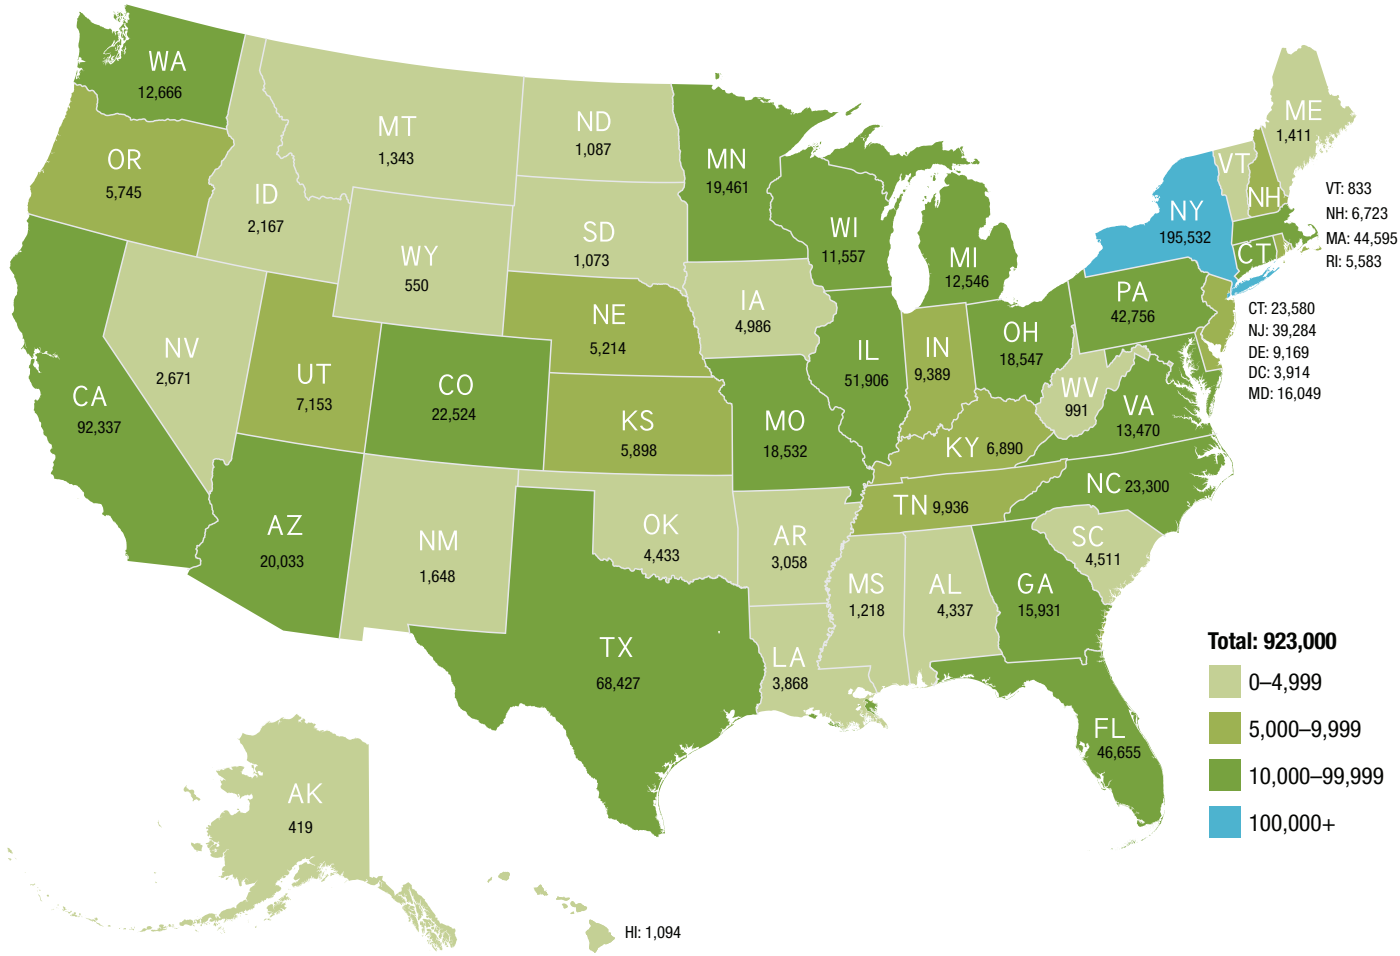 WA
12,666
OR
5,745
CA
92,337
ID
2,167
NV
2,671
MT
1,343
WY
550
UT
7,153
AZ
20,033
CO
22,524
NM
1,648
ND
1,087
SD
1,073
NE
5,214
KS
5,898
OK
4,433
TX
68,427
MN
19,461
IA
4,986
MO
18,532
AR
3,058
LA
3,868
WI
11,557
IL
51,906
MI
12,546
IN
9,389
OH
18,547
KY 6,890
TN 9,936
MS
1,218
AL
4,337
GA
15,931
FL
46,655
SC
4,511
NC 23,300
VA
13,470
WV
991
PA
42,756
NY
195,532
VT
NH
ME
1,411
CT
VT: 833
NH: 6,723
MA: 44,595
RI: 5,583
CT: 23,580
NJ: 39,284
DE: 9,169
DC: 3,914
MD: 16,049
AK
419
HI: 1,094
Total: 923,000
0–4,999
5,000–9,999
10,000–99,999
100,000+